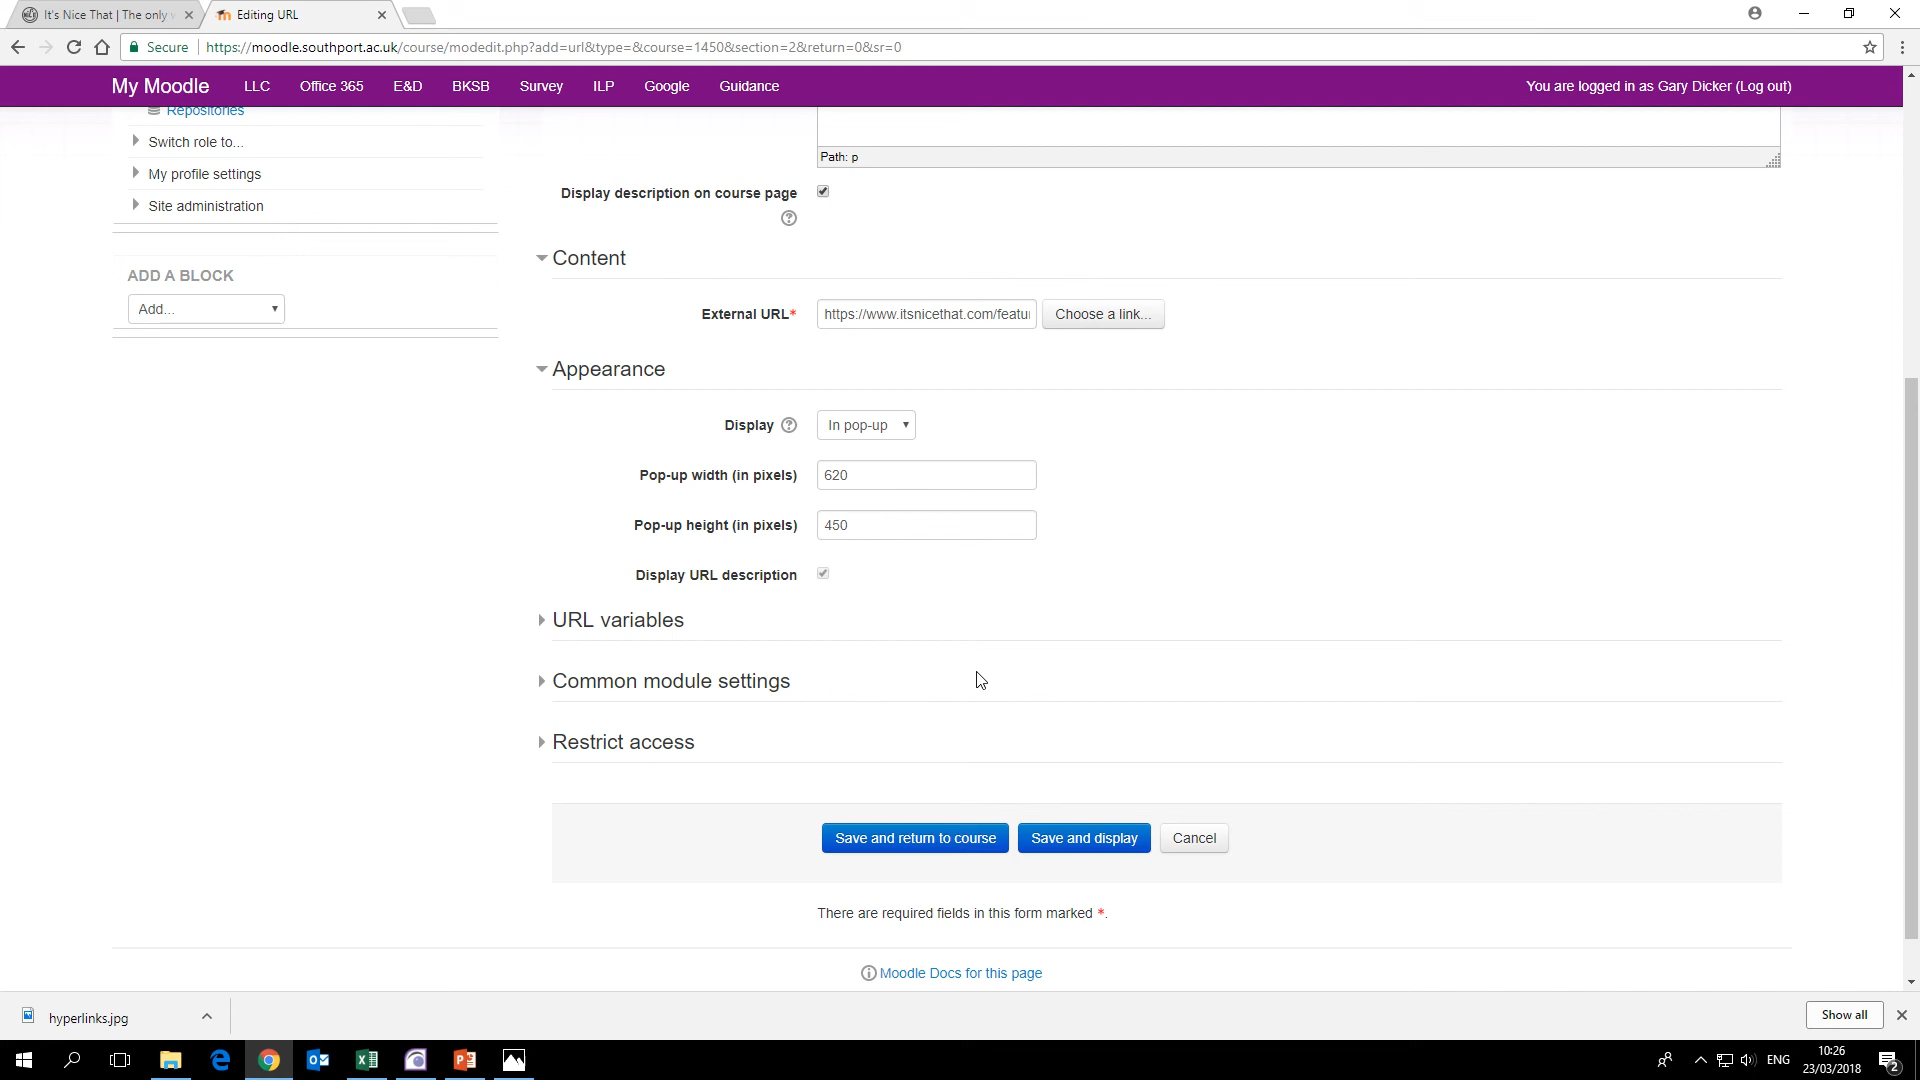 It's Nice That | The only
Editing URL
Secure
https://moodle.southport.ac.uk/course/modedit.php?add=url&type=&course=1450&section=2&return=0&sr=0
My Moodle LLC Office 365 E&D BKSB Survey ILP Google Guidance You are logged in as Gary Dicker (Log out)
Repositories
Switch role to...
My profile settings
Site administration
ADD A BLOCK
Add...
Path: p
Display description on course page
Content
External URL* https://www.itsnicethat.com/featu Choose a link...
Appearance
Display In pop-up
Pop-up width (in pixels) 620
Pop-up height (in pixels) 450
Display URL description
URL variables
Common module settings
Restrict access
Save and return to course Save and display Cancel
There are required fields in this form marked *.
Moodle Docs for this page
hyperlinks.jpg
Show all
ENG
10:26
23/03/2018
2